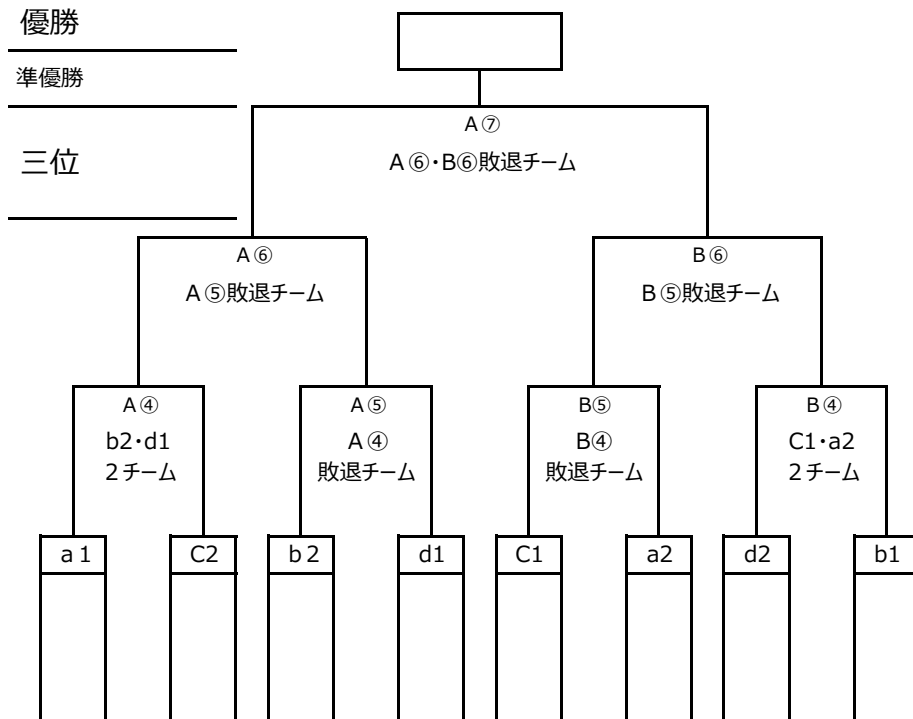 優勝
準優勝
三位
A⑦
A⑥・B⑥敗退チーム
A⑥
A⑤敗退チーム
B⑥
B⑤敗退チーム
A④
b2・d1
2チーム
A⑤
A④
敗退チーム
B⑤
B④
敗退チーム
B④
C1・a2
2チーム
a1
C2
b2
d1
C1
a2
d2
b1